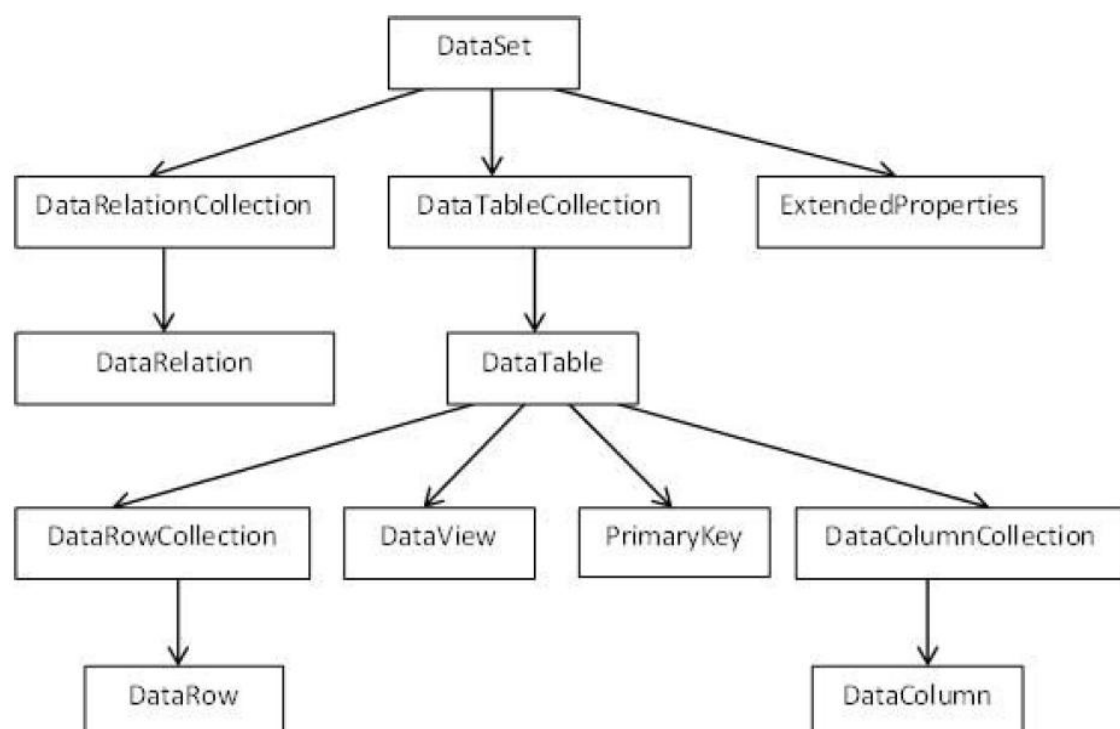 DataSet
DataRelationCollection
DataTableCollection
ExtendedProperties
DataRelation
DataTable
DataRowCollection
DataView
PrimaryKey
DataColumnCollection
DataRow
DataColumn